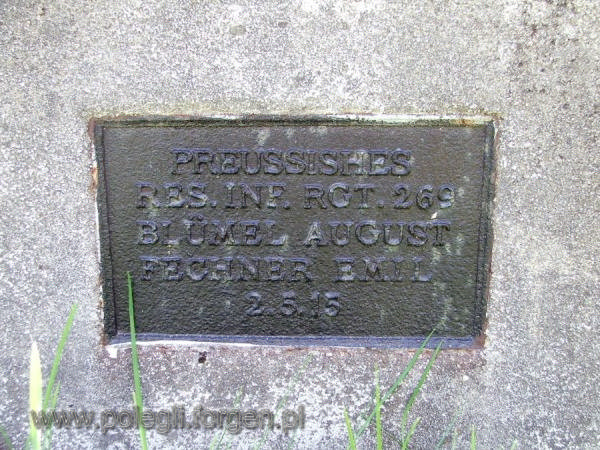 PREUSSISHES
RES. INF. RGT. 269
BLÜMEL AUGUST
FECHNER EMIL
2.5.15
www.polegli.forgen.pl